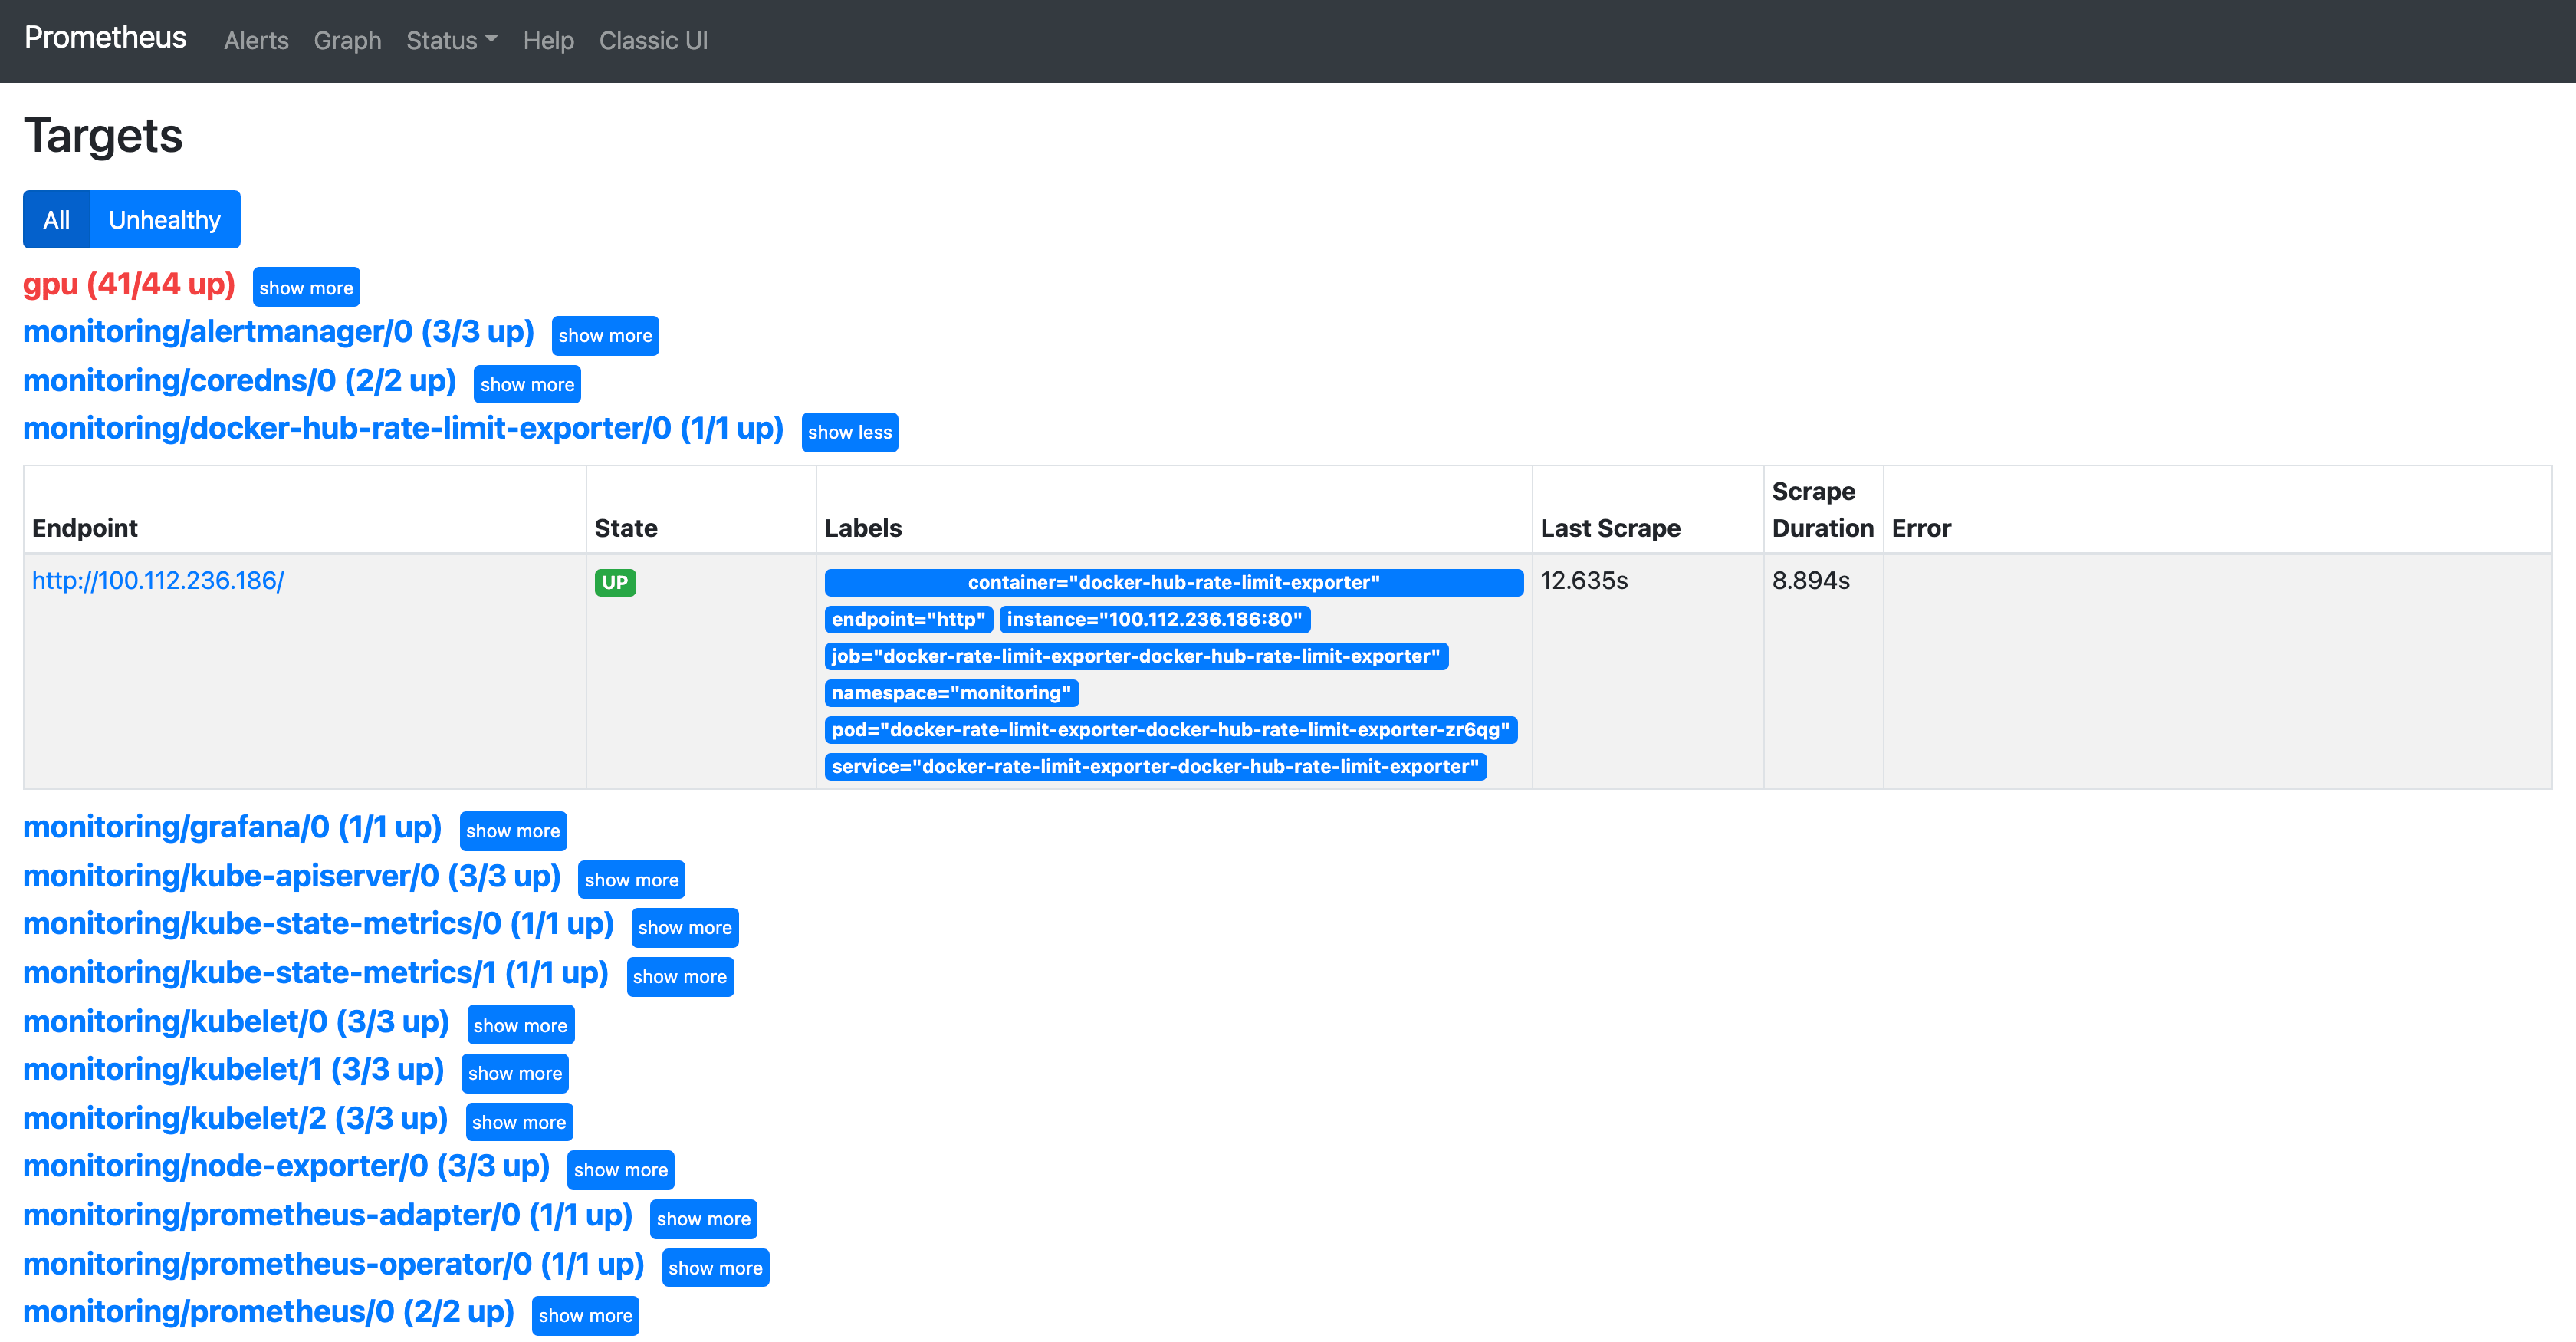 Prometheus Alerts Graph Status Help Classic UI
Targets
All Unhealthy
gpu (41/44 up) show more
monitoring/alertmanager/0 (3/3 up) show more
monitoring/coredns/0 (2/2 up) show more
monitoring/docker-hub-rate-limit-exporter/0 (1/1 up) show less
Endpoint State Labels Last Scrape Scrape Duration Error
http://100.112.236.186/ UP container="docker-hub-rate-limit-exporter" 12.635s 8.894s
endpoint="http" instance="100.112.236.186:80"
job="docker-rate-limit-exporter-docker-hub-rate-limit-exporter"
namespace="monitoring"
pod="docker-rate-limit-exporter-docker-hub-rate-limit-exporter-zr6qg"
service="docker-rate-limit-exporter-docker-hub-rate-limit-exporter"
monitoring/grafana/0 (1/1 up) show more
monitoring/kube-apiserver/0 (3/3 up) show more
monitoring/kube-state-metrics/0 (1/1 up) show more
monitoring/kube-state-metrics/1 (1/1 up) show more
monitoring/kubelet/0 (3/3 up) show more
monitoring/kubelet/1 (3/3 up) show more
monitoring/kubelet/2 (3/3 up) show more
monitoring/node-exporter/0 (3/3 up) show more
monitoring/prometheus-adapter/0 (1/1 up) show more
monitoring/prometheus-operator/0 (1/1 up) show more
monitoring/prometheus/0 (2/2 up) show more